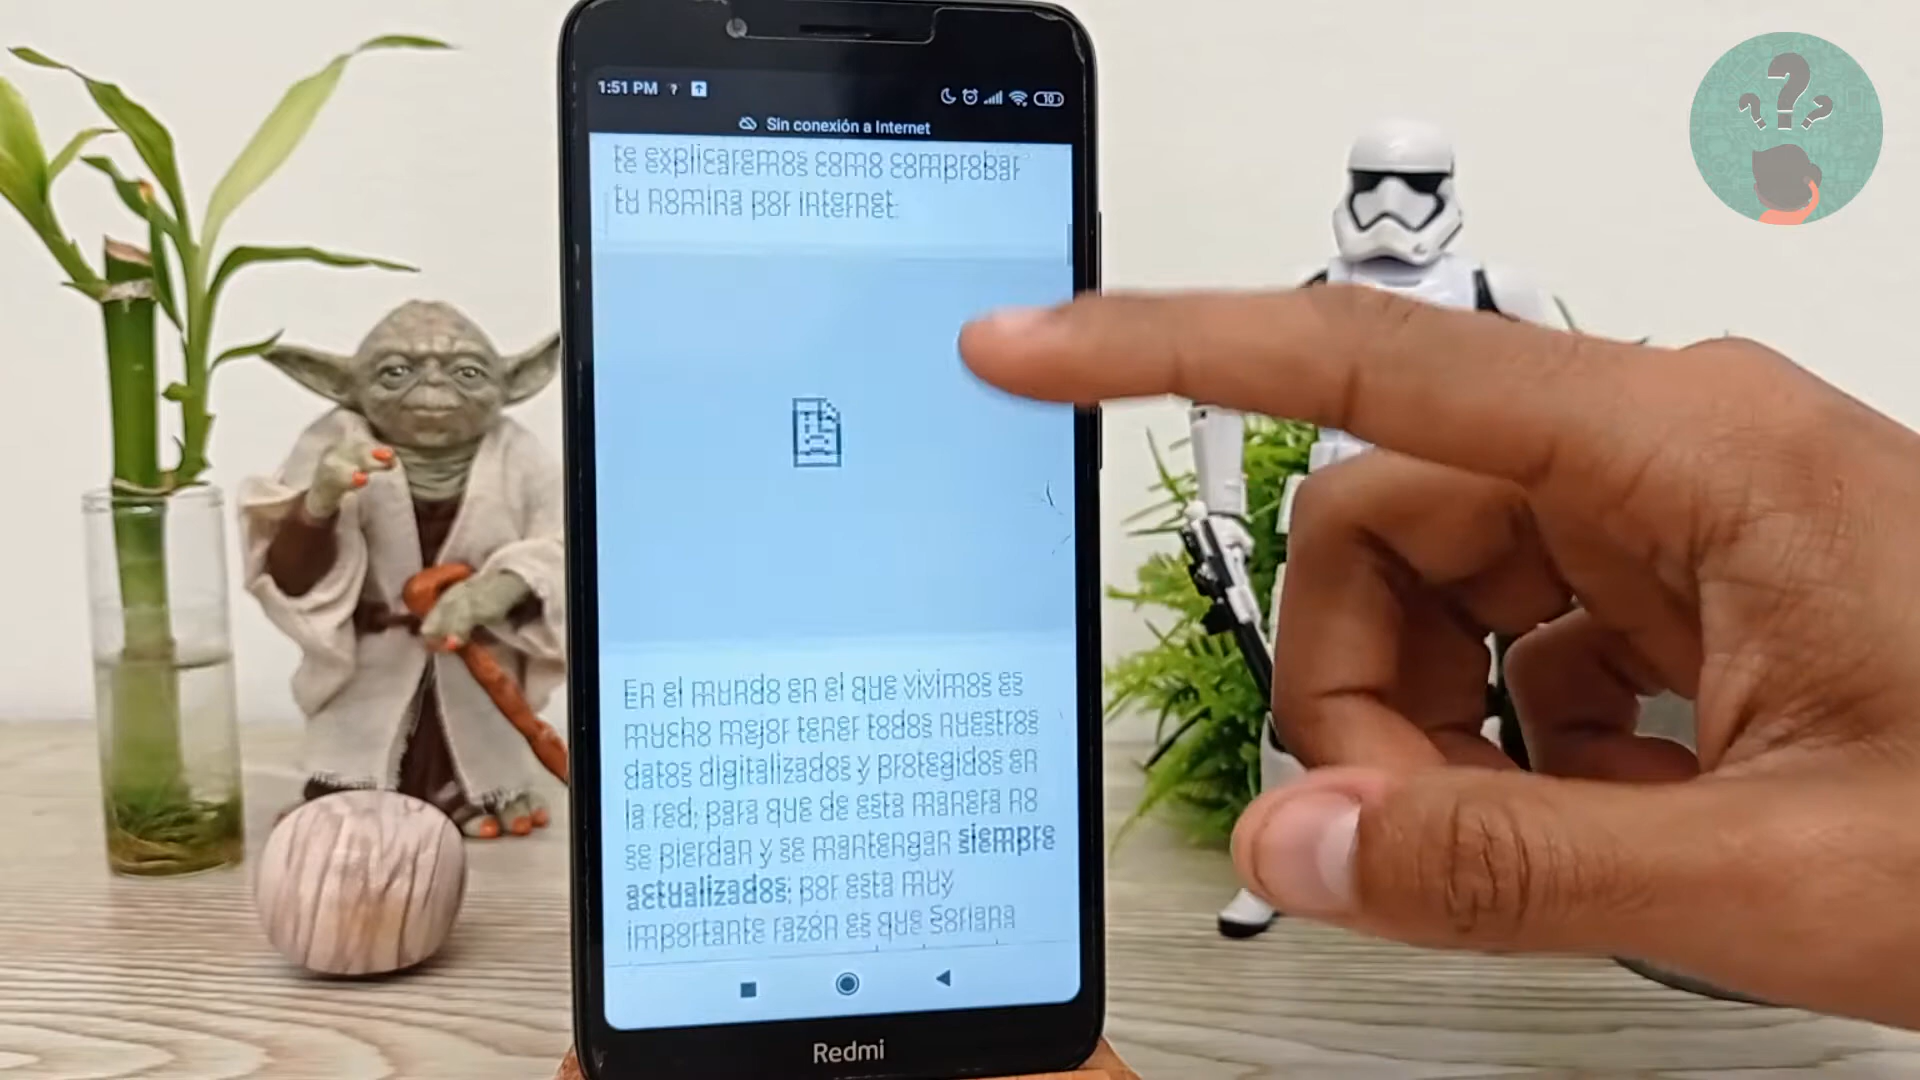 1:51 PM ?
10
Sin conexión a Internet
te explicaremos como comprobar
tu nomina por internet.
En el mundo en el que vivimos es
mucho mejor tener todos nuestros
datos digitalizados y protegidos en
la red; para que de esta manera no
se pierdan y se mantengan siempre
actualizados; por esta muy
importante razón es que Soriana
Redmi